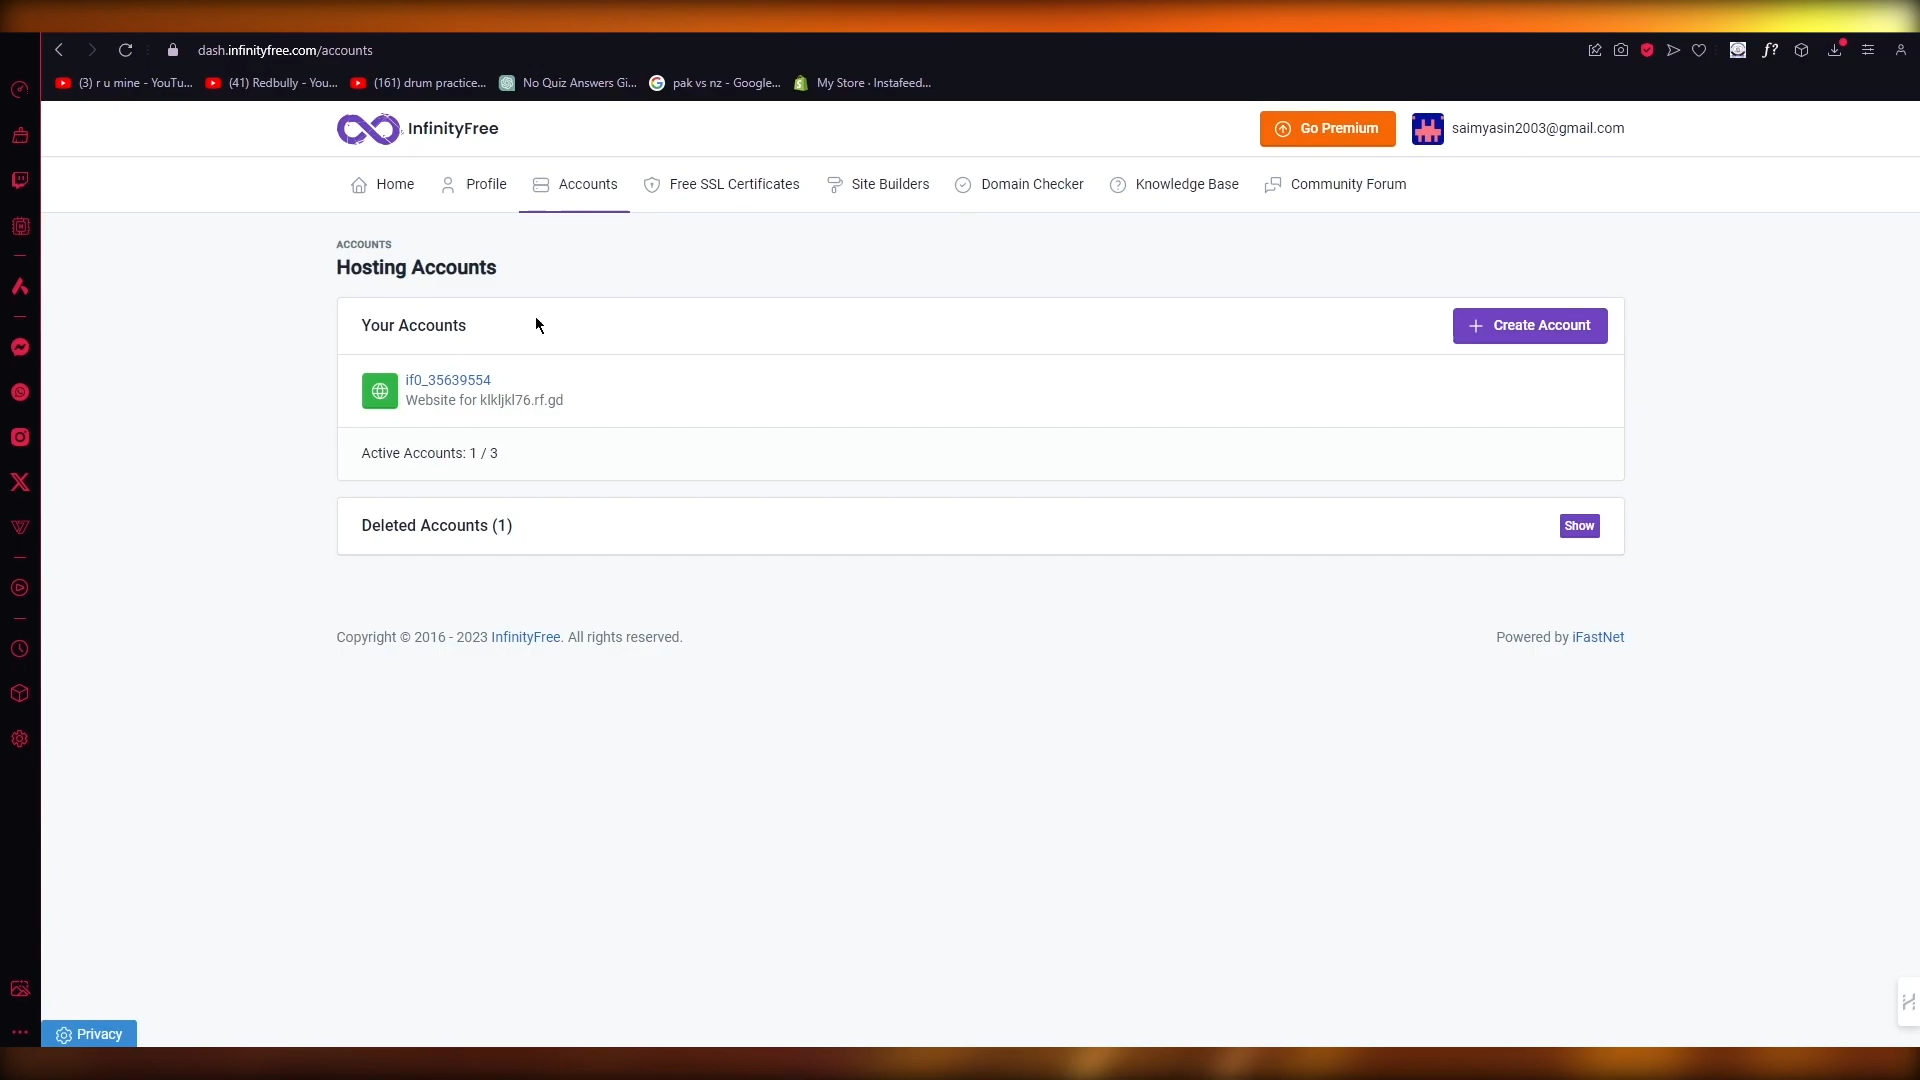 dash.infinityfree.com/accounts
(3) r u mine - YouTu...
(41) Redbully - You...
(161) drum practice...
No Quiz Answers Gi...
pak vs nz - Google...
My Store · Instafeed...
InfinityFree
Go Premium
saimyasin2003@gmail.com
Home
Profile
Accounts
Free SSL Certificates
Site Builders
Domain Checker
Knowledge Base
Community Forum
ACCOUNTS
Hosting Accounts
Your Accounts
Create Account
if0_35639554
Website for klkljkl76.rf.gd
Active Accounts: 1 / 3
Deleted Accounts (1)
Show
Copyright © 2016 - 2023 InfinityFree. All rights reserved.
Powered by iFastNet
Privacy